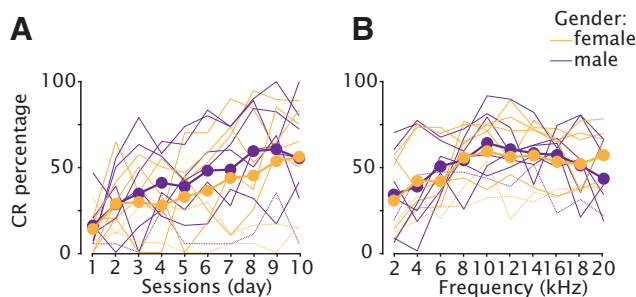 Gender:
female
male
A
B
CR percentage
100
50
0
1 2 3 4 5 6 7 8 9 10
Sessions (day)
100
50
0
2 4 6 8 10 12 14 16 18 20
Frequency (kHz)